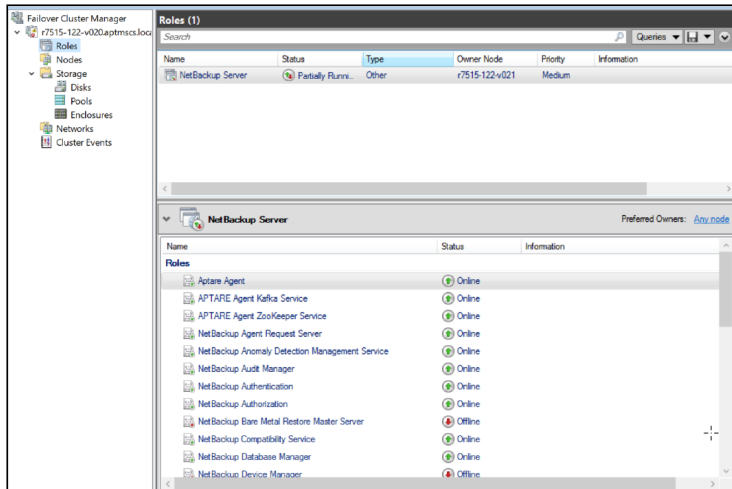 Failover Cluster Manager
r7515-122-v020.aptmscs.loca
Roles
Nodes
Storage
Disks
Pools
Enclosures
Networks
Cluster Events
Roles (1)
Search
Queries
Name Status Type Owner Node Priority Information
NetBackup Server Partially Runni... Other r7515-122-v021 Medium
NetBackup Server Preferred Owners: Any node
Name Status Information
Roles
Aptare Agent Online
APTARE Agent Kafka Service Online
APTARE Agent ZooKeeper Service Online
NetBackup Agent Request Server Online
NetBackup Anomaly Detection Management Service Online
NetBackup Audit Manager Online
NetBackup Authentication Online
NetBackup Authorization Online
NetBackup Bare Metal Restore Master Server Offline
NetBackup Compatibility Service Online
NetBackup Database Manager Online
NetBackup Device Manager Offline